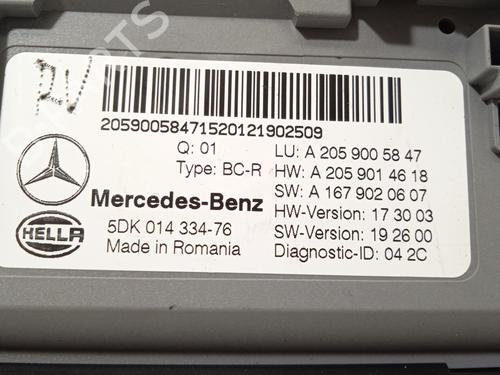 RV
2059005847152012190 2509
Q: 01
Type: BC-R
LU: A 205 900 58 47
HW: A 205 901 46 18
SW: A 167 902 06 07
Mercedes-Benz
HW-Version: 17 30 03
HELLA
5DK 014 334-76
SW-Version: 19 26 00
Made in Romania
Diagnostic-ID: 04 2C